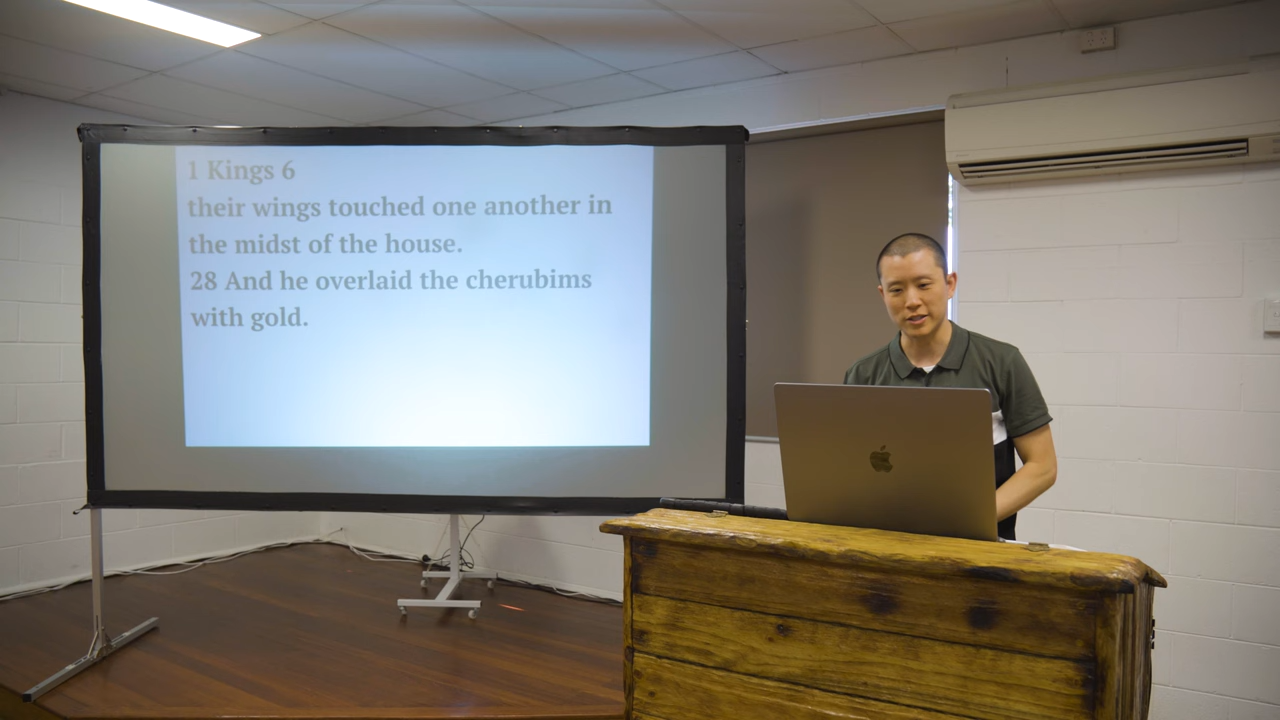 1 Kings 6
their wings touched one another in
the midst of the house.
28 And he overlaid the cherubims
with gold.